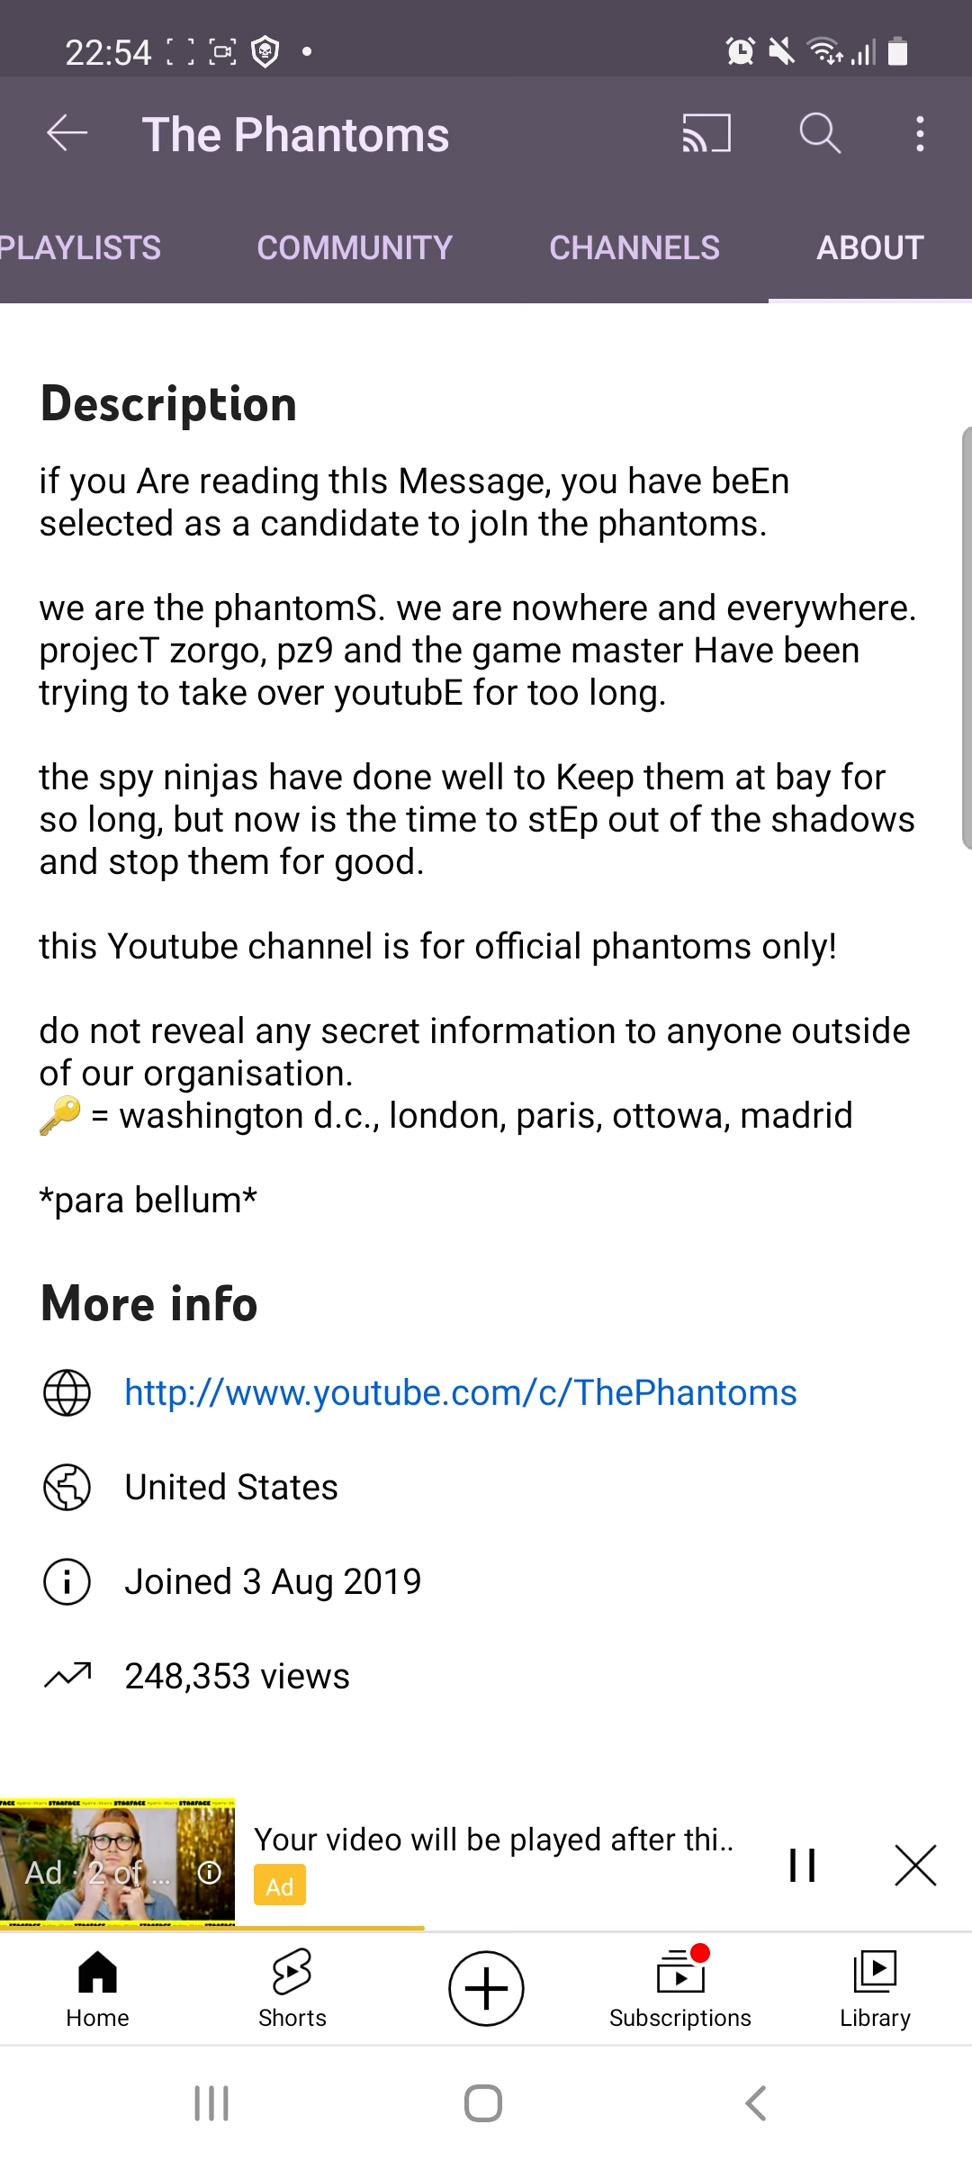 22:54
The Phantoms
PLAYLISTS COMMUNITY CHANNELS ABOUT
Description
if you Are reading thIs Message, you have beEn
selected as a candidate to joIn the phantoms.
we are the phantomS. we are nowhere and everywhere.
projecT zorgo, pz9 and the game master Have been
trying to take over youtubE for too long.
the spy ninjas have done well to Keep them at bay for
so long, but now is the time to stEp out of the shadows
and stop them for good.
this Youtube channel is for official phantoms only!
do not reveal any secret information to anyone outside
of our organisation.
🔑 = washington d.c., london, paris, ottowa, madrid
*para bellum*
More info
http://www.youtube.com/c/ThePhantoms
United States
Joined 3 Aug 2019
248,353 views
STARFACE STARFACE STARFACE
Ad · 2 of ...
Your video will be played after thi..
Ad
Home Shorts Subscriptions Library